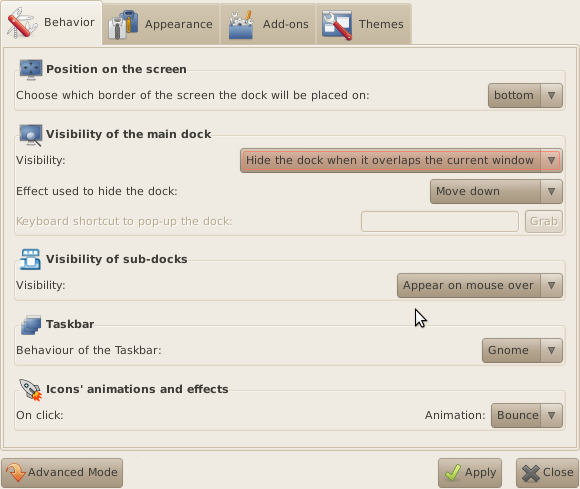 Behavior Appearance Add-ons Themes
Position on the screen
Choose which border of the screen the dock will be placed on: bottom
Visibility of the main dock
Visibility: Hide the dock when it overlaps the current window
Effect used to hide the dock: Move down
Keyboard shortcut to pop-up the dock: Grab
Visibility of sub-docks
Visibility: Appear on mouse over
Taskbar
Behaviour of the Taskbar: Gnome
Icons' animations and effects
On click: Animation: Bounce
Advanced Mode Apply Close